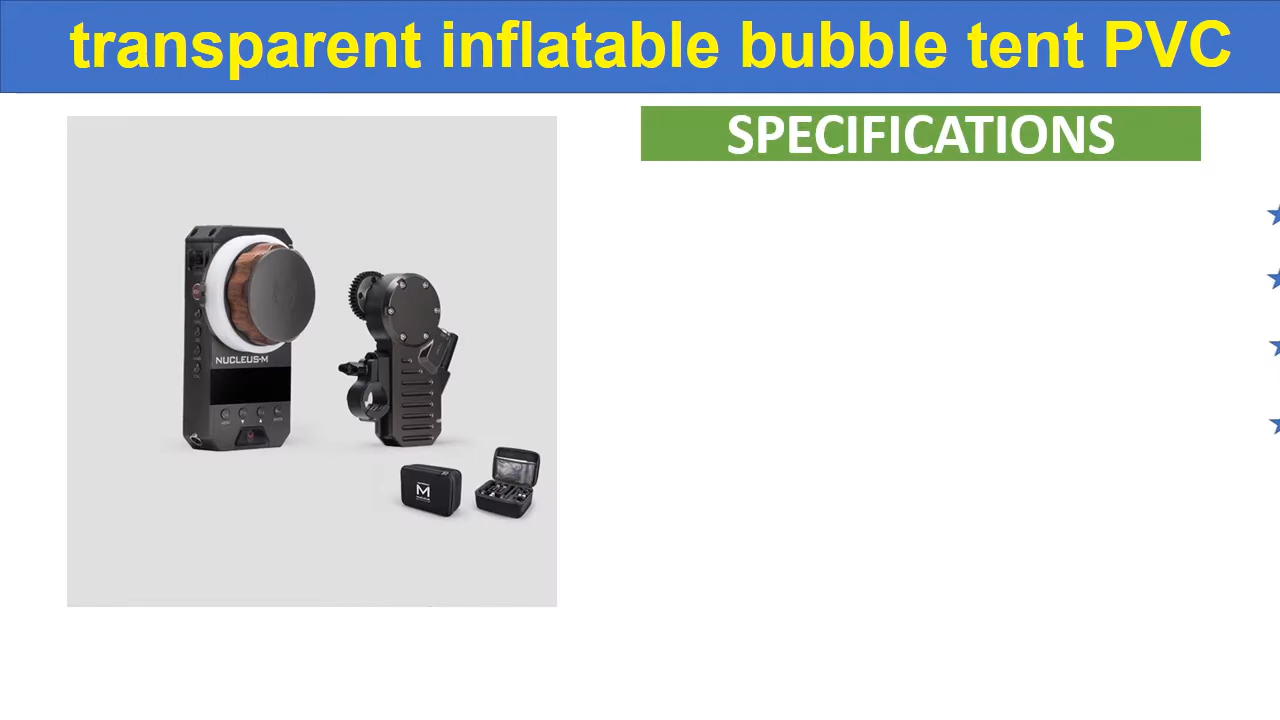 transparent inflatable bubble tent PVC
SPECIFICATIONS
NUCLEUS-M
M